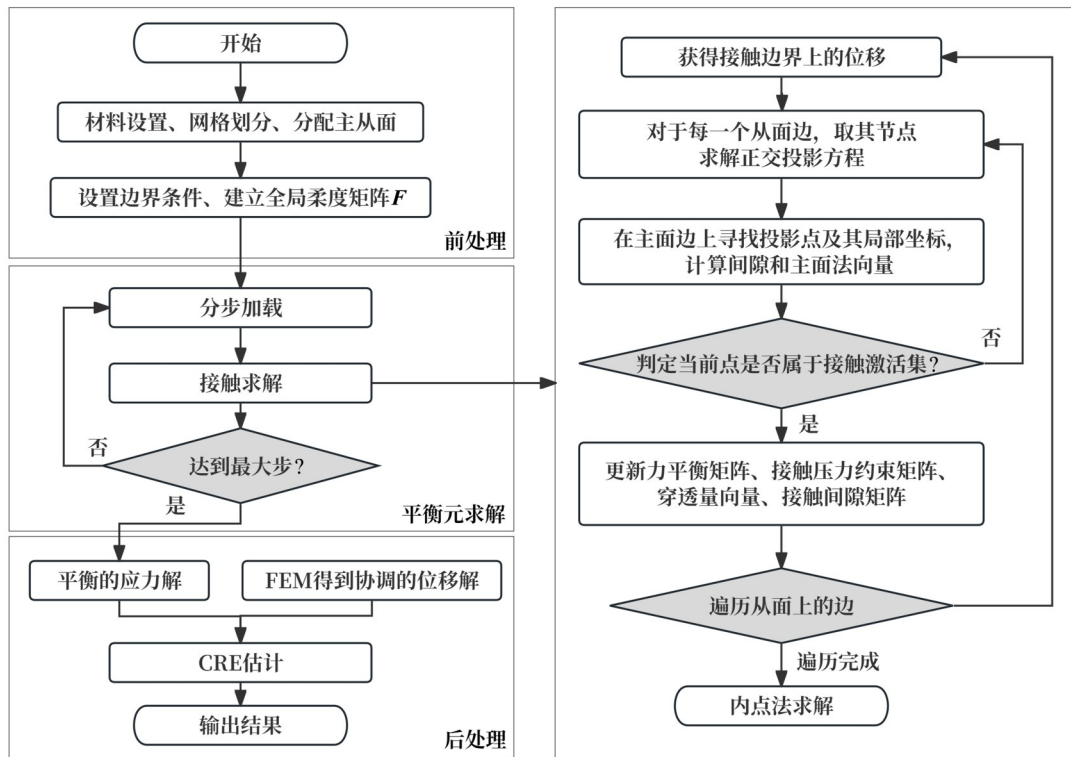 开始
材料设置、网格划分、分配主从面
设置边界条件、建立全局柔度矩阵F
前处理
分步加载
接触求解
否
达到最大步？
是
平衡元求解
平衡的应力解
FEM得到协调的位移解
CRE估计
输出结果
后处理
获得接触边界上的位移
对于每一个从面边，取其节点
求解正交投影方程
在主面边上寻找投影点及其局部坐标，
计算间隙和主面法向量
否
判定当前点是否属于接触激活集？
是
更新力平衡矩阵、接触压力约束矩阵、
穿透量向量、接触间隙矩阵
遍历从面上的边
遍历完成
内点法求解